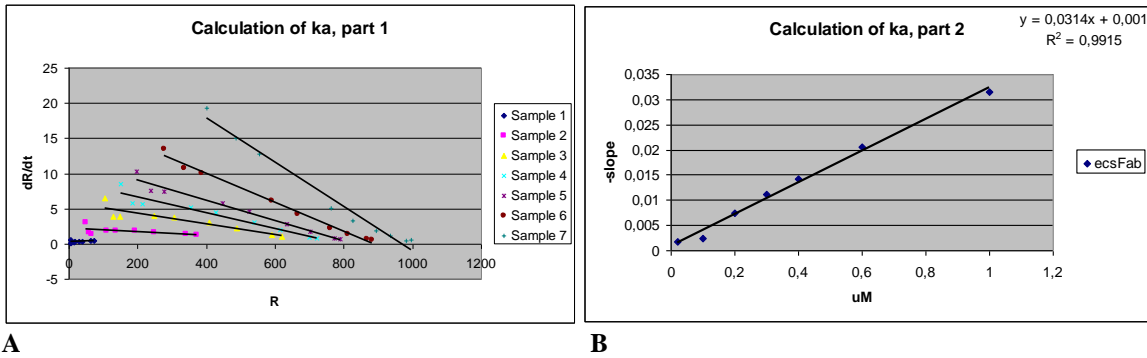 Calculation of ka, part 1
25
20
15
10
5
0
-5
0 200 400 600 800 1000 1200
dR/dt
R
Sample 1
Sample 2
Sample 3
Sample 4
Sample 5
Sample 6
Sample 7
A
Calculation of ka, part 2
y = 0,0314x + 0,001
R² = 0,9915
0,035
0,03
0,025
0,02
0,015
0,01
0,005
0
0 0,2 0,4 0,6 0,8 1 1,2
-slope
uM
ecsFab
B